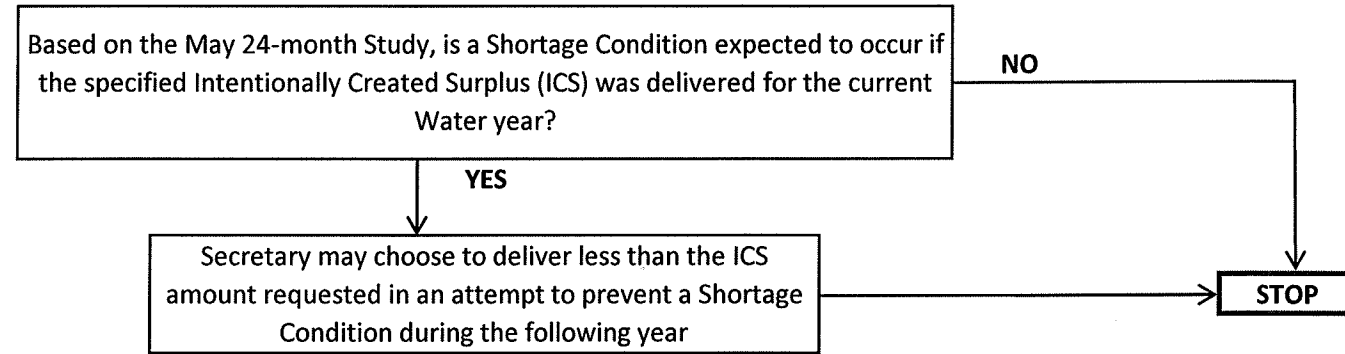 Based on the May 24-month Study, is a Shortage Condition expected to occur if
the specified Intentionally Created Surplus (ICS) was delivered for the current
Water year?
NO
YES
Secretary may choose to deliver less than the ICS
amount requested in an attempt to prevent a Shortage
Condition during the following year
STOP